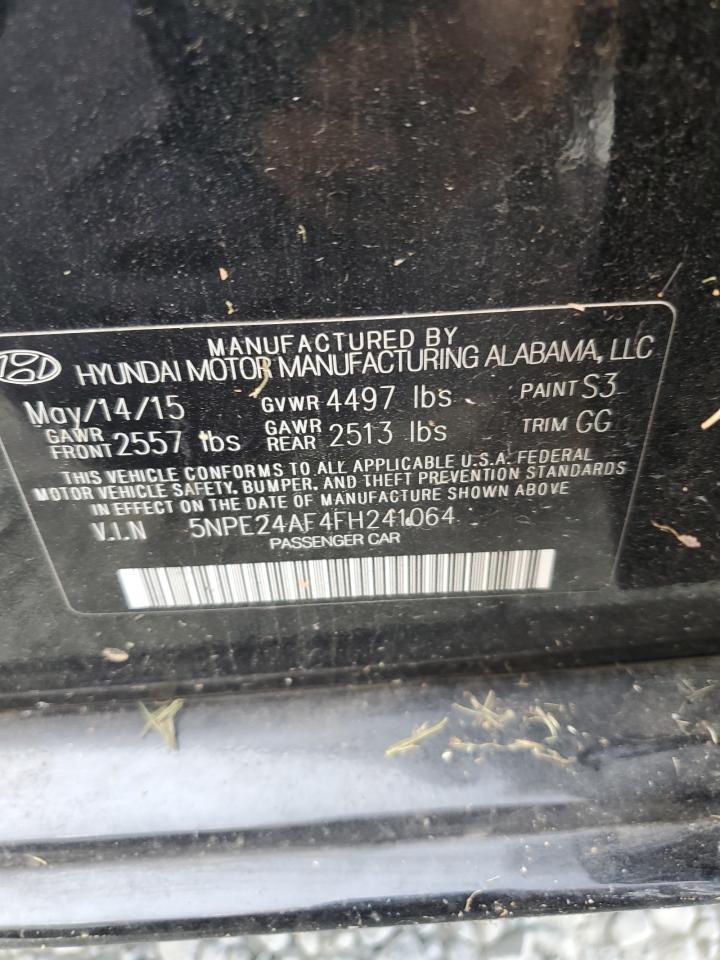 MANUFACTURED BY
HYUNDAI MOTOR MANUFACTURING ALABAMA, LLC
May/14/15 GVWR 4497 lbs PAINT S3
GAWR FRONT 2557 lbs GAWR REAR 2513 lbs TRIM GG
THIS VEHICLE CONFORMS TO ALL APPLICABLE U.S.A. FEDERAL
MOTOR VEHICLE SAFETY, BUMPER, AND THEFT PREVENTION STANDARDS
IN EFFECT ON THE DATE OF MANUFACTURE SHOWN ABOVE
V.I.N 5NPE24AF4FH241064
PASSENGER CAR